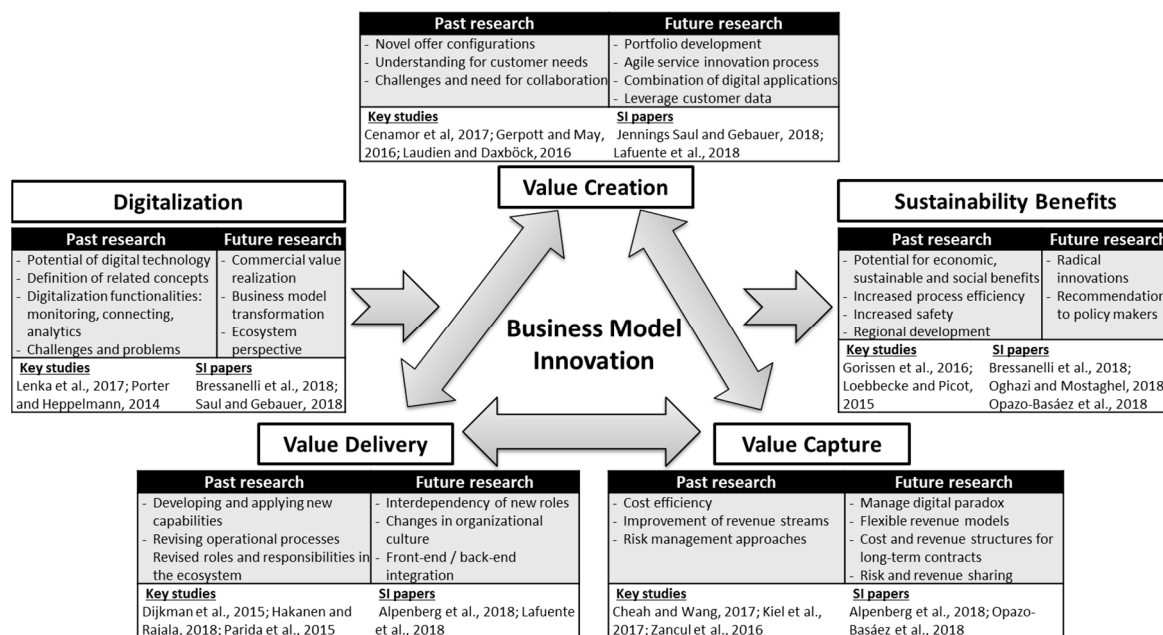 Past research
Future research
- Novel offer configurations
- Understanding for customer needs
- Challenges and need for collaboration
- Portfolio development
- Agile service innovation process
- Combination of digital applications
- Leverage customer data
Key studies
Cenamor et al, 2017; Gerpott and May,
2016; Laudien and Daxböck, 2016
SI papers
Jennings Saul and Gebauer, 2018;
Lafuente et al., 2018
Value Creation
Digitalization
Past research
Future research
- Potential of digital technology
- Definition of related concepts
- Digitalization functionalities:
monitoring, connecting,
analytics
- Challenges and problems
- Commercial value
realization
- Business model
transformation
- Ecosystem
perspective
Key studies
Lenka et al., 2017; Porter
and Heppelmann, 2014
SI papers
Bressanelli et al., 2018;
Saul and Gebauer, 2018
Business Model
Innovation
Sustainability Benefits
Past research
Future research
- Potential for economic,
sustainable and social benefits
- Increased process efficiency
- Increased safety
- Regional development
- Radical
innovations
- Recommendation
to policy makers
Key studies
Gorissen et al., 2016;
Loebbecke and Picot,
2015
SI papers
Bressanelli et al., 2018;
Oghazi and Mostaghel, 2018
Opazo-Basáez et al., 2018
Value Delivery
Past research
Future research
- Developing and applying new
capabilities
- Revising operational processes
Revised roles and responsibilities in
the ecosystem
- Interdependency of new roles
- Changes in organizational
culture
- Front-end / back-end
integration
Key studies
Dijkman et al., 2015; Hakanen and
Rajala, 2018; Parida et al., 2015
SI papers
Alpenberg et al., 2018; Lafuente
et al., 2018
Value Capture
Past research
Future research
- Cost efficiency
- Improvement of revenue streams
- Risk management approaches
- Manage digital paradox
- Flexible revenue models
- Cost and revenue structures for
long-term contracts
- Risk and revenue sharing
Key studies
Cheah and Wang, 2017; Kiel et al.,
2017; Zancul et al., 2016
SI papers
Alpenberg et al., 2018; Opazo-
Basáez et al., 2018